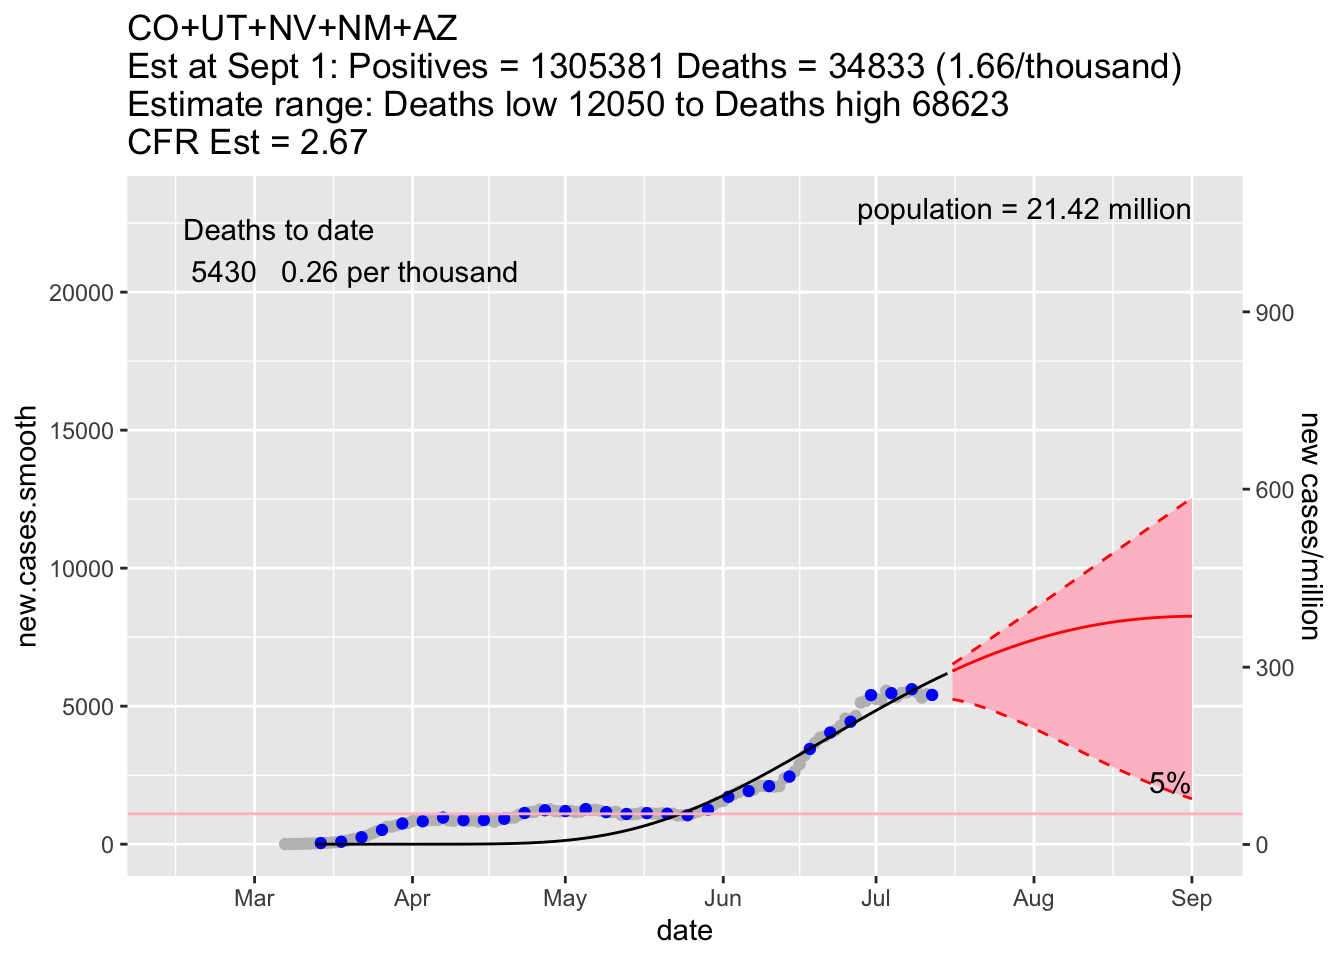 CO+UT+NV+NM+AZ
Est at Sept 1: Positives = 1305381 Deaths = 34833 (1.66/thousand)
Estimate range: Deaths low 12050 to Deaths high 68623
CFR Est = 2.67
population = 21.42 million
Deaths to date
5430 0.26 per thousand
20000
15000
10000
5000
0
new.cases.smooth
900
600
300
0
new cases/million
5%
Mar Apr May Jun Jul Aug Sep
date